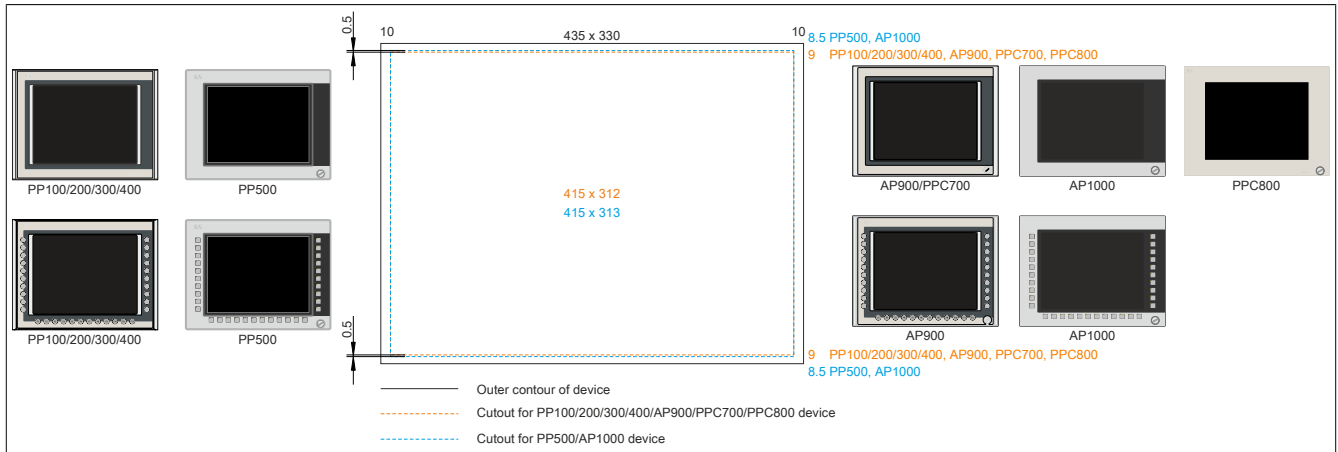 0.5
10
435 x 330
10
8.5 PP500, AP1000
9 PP100/200/300/400, AP900, PPC700, PPC800
PP100/200/300/400
PP500
415 x 312
415 x 313
AP900/PPC700
AP1000
PPC800
PP100/200/300/400
PP500
0.5
AP900
AP1000
9 PP100/200/300/400, AP900, PPC700, PPC800
8.5 PP500, AP1000
Outer contour of device
Cutout for PP100/200/300/400/AP900/PPC700/PPC800 device
Cutout for PP500/AP1000 device